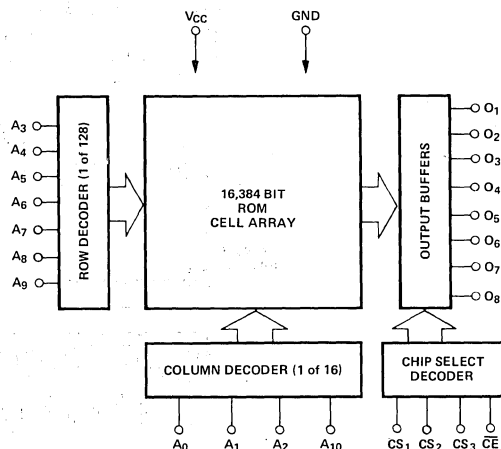 VCC
GND
A3
A4
A5
A6
A7
A8
A9
ROW DECODER (1 of 128)
16,384 BIT
ROM
CELL ARRAY
OUTPUT BUFFERS
O1
O2
O3
O4
O5
O6
O7
O8
COLUMN DECODER (1 of 16)
CHIP SELECT
DECODER
A0
A1
A2
A10
CS1
CS2
CS3
C̅E̅